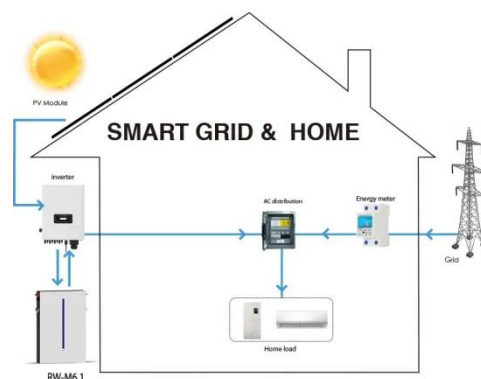 PV Module
SMART GRID & HOME
Inverter
AC distribution
Energy meter
Grid
Home load
RW-M6.1